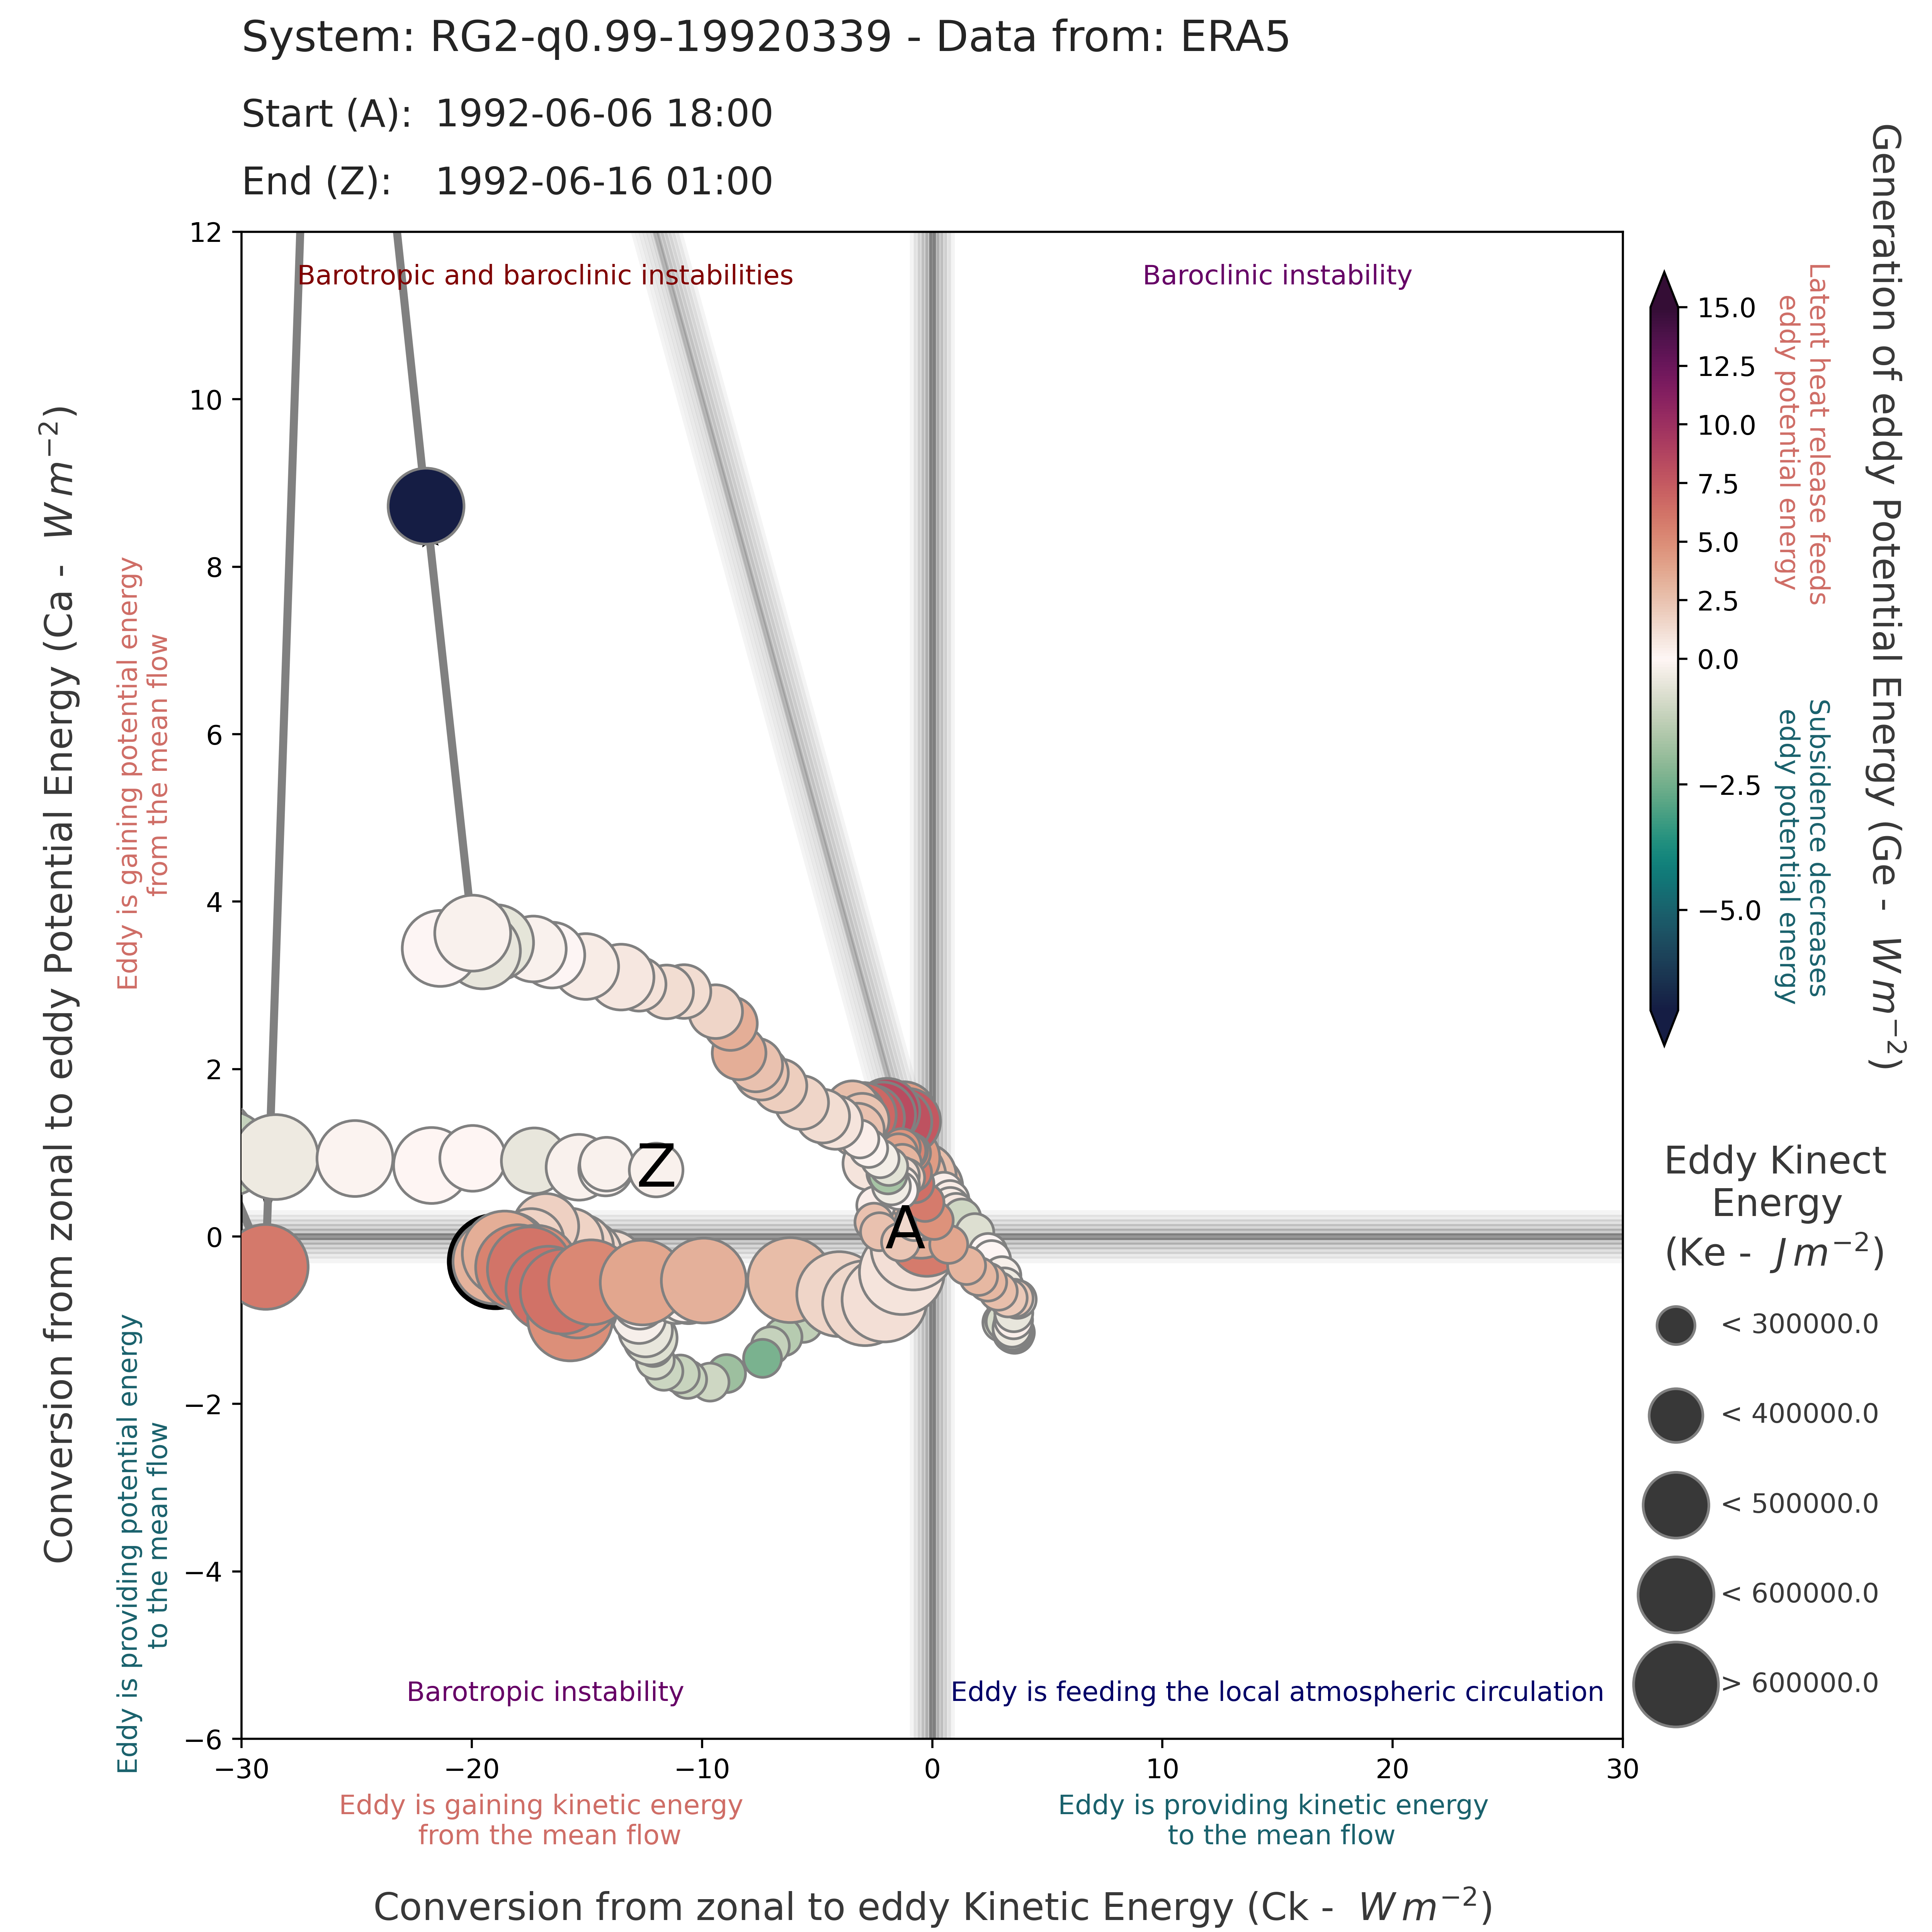 System: RG2-q0.99-19920339 - Data from: ERA5
Start (A): 1992-06-06 18:00
End (Z): 1992-06-16 01:00
Conversion from zonal to eddy Potential Energy (Ca - W m⁻²)
Eddy is gaining potential energy
from the mean flow
Eddy is providing potential energy
to the mean flow
12
10
8
6
4
2
0
−2
−4
−6
Barotropic and baroclinic instabilities
Baroclinic instability
Z
A
Barotropic instability
Eddy is feeding the local atmospheric circulation
−30
−20
−10
0
10
20
30
Eddy is gaining kinetic energy
from the mean flow
Eddy is providing kinetic energy
to the mean flow
Conversion from zonal to eddy Kinetic Energy (Ck - W m⁻²)
15.0
12.5
10.0
7.5
5.0
2.5
0.0
−2.5
−5.0
Latent heat release feeds
eddy potential energy
Subsidence decreases
eddy potential energy
Generation of eddy Potential Energy (Ge - W m⁻²)
Eddy Kinect
Energy
(Ke - J m⁻²)
< 300000.0
< 400000.0
< 500000.0
< 600000.0
> 600000.0